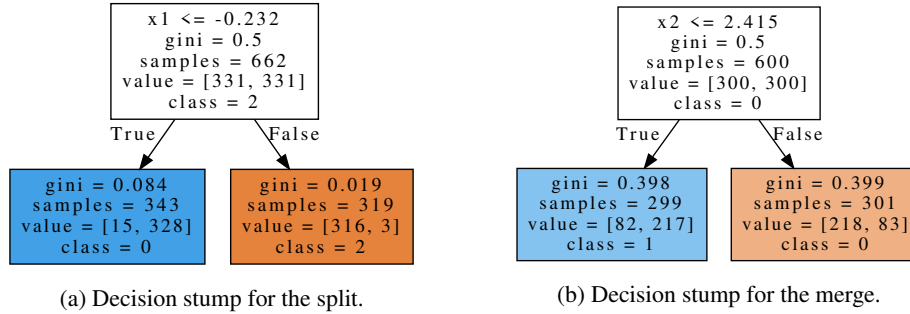 x1 <= -0.232
gini = 0.5
samples = 662
value = [331, 331]
class = 2
True
False
gini = 0.084
samples = 343
value = [15, 328]
class = 0
gini = 0.019
samples = 319
value = [316, 3]
class = 2
(a) Decision stump for the split.
x2 <= 2.415
gini = 0.5
samples = 600
value = [300, 300]
class = 0
True
False
gini = 0.398
samples = 299
value = [82, 217]
class = 1
gini = 0.399
samples = 301
value = [218, 83]
class = 0
(b) Decision stump for the merge.